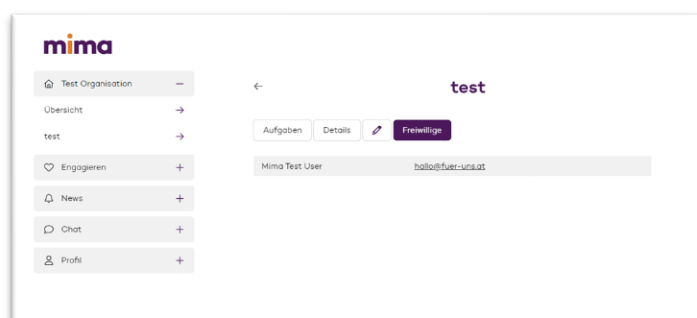 mima
Test Organisation
Übersicht
test
Engagieren
News
Chat
Profil
test
Aufgaben Details Freiwillige
Mima Test User hallo@fuer-uns.at